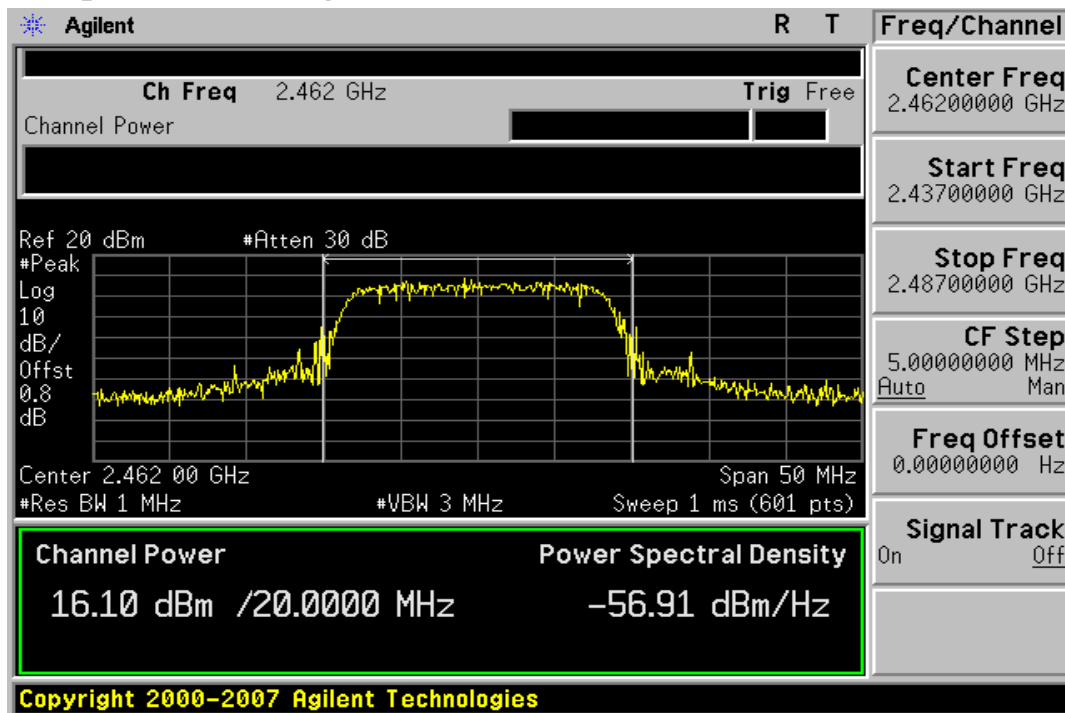 Agilent R T
Freq/Channel
Ch Freq 2.462 GHz Trig Free
Channel Power
Center Freq
2.46200000 GHz
Start Freq
2.43700000 GHz
Stop Freq
2.48700000 GHz
CF Step
5.00000000 MHz
Auto Man
Freq Offset
0.00000000 Hz
Signal Track
On Off
Ref 20 dBm #Atten 30 dB
#Peak
Log
10
dB/
Offst
0.8
dB
Center 2.462 00 GHz Span 50 MHz
#Res BW 1 MHz #VBW 3 MHz Sweep 1 ms (601 pts)
Channel Power Power Spectral Density
16.10 dBm /20.0000 MHz -56.91 dBm/Hz
Copyright 2000-2007 Agilent Technologies